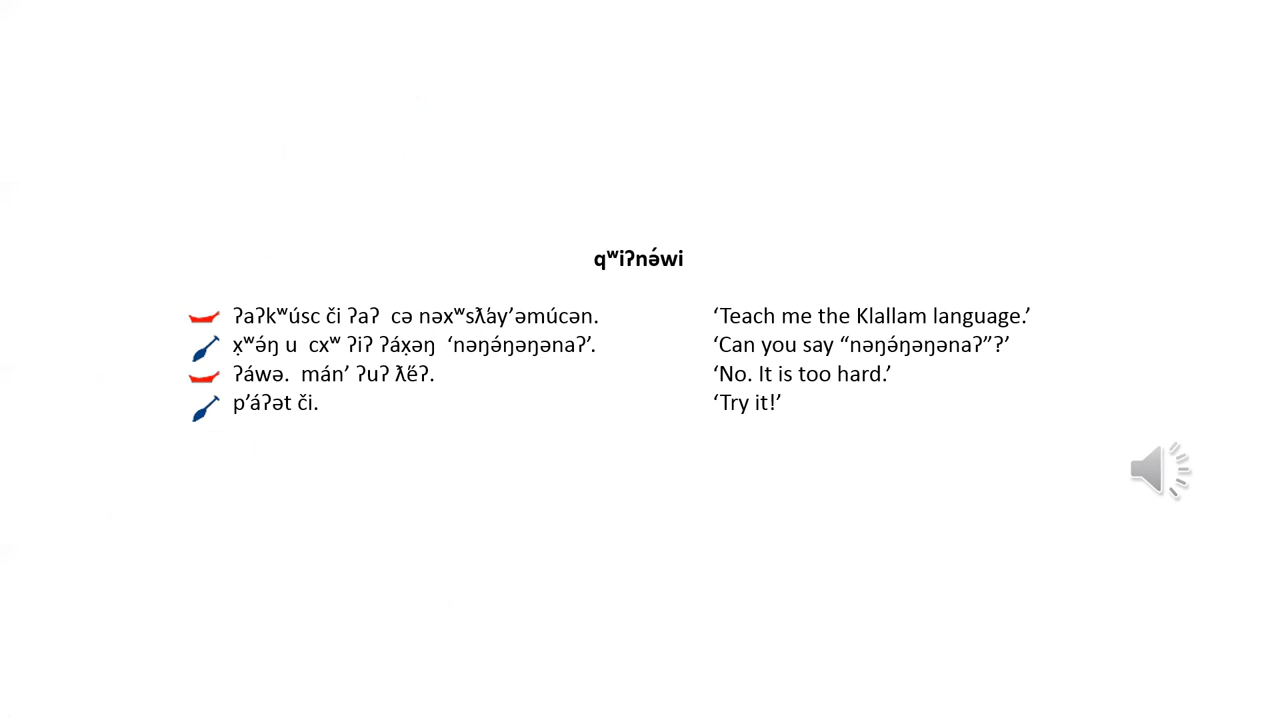 qʷiʔnə́wi
ʔaʔkʷúsc či ʔaʔ cə nəxʷsƛ̕áy’əmúcən. ‘Teach me the Klallam language.’
x̣ʷə́ŋ u cxʷ ʔiʔ ʔáx̣əŋ ‘nəŋə́ŋəŋənaʔ’. ‘Can you say “nəŋə́ŋəŋənaʔ”?’
ʔáwə. mán’ ʔuʔ ƛ̕éʔ. ‘No. It is too hard.’
p’áʔət či. ‘Try it!’